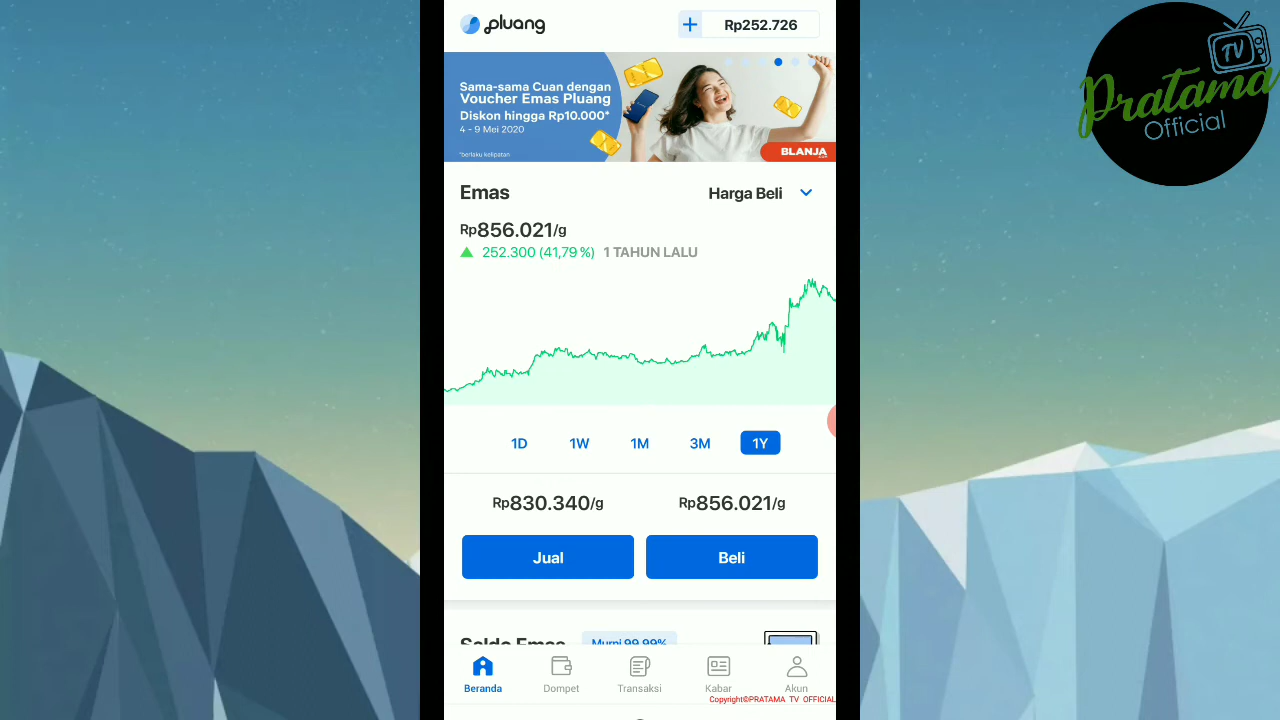 pluang
+ Rp252.726
Sama-sama Cuan dengan
Voucher Emas Pluang
Diskon hingga Rp10.000*
4 - 9 Mei 2020
*berlaku kelipatan
BLANJA
.com
TV
Pratama
Official
Emas
Harga Beli
Rp856.021/g
252.300 (41,79 %) 1 TAHUN LALU
1D 1W 1M 3M 1Y
Rp830.340/g Rp856.021/g
Jual Beli
Saldo Emas Murni 99.99%
Beranda Dompet Transaksi Kabar Akun
Copyright©PRATAMA TV OFFICIAL